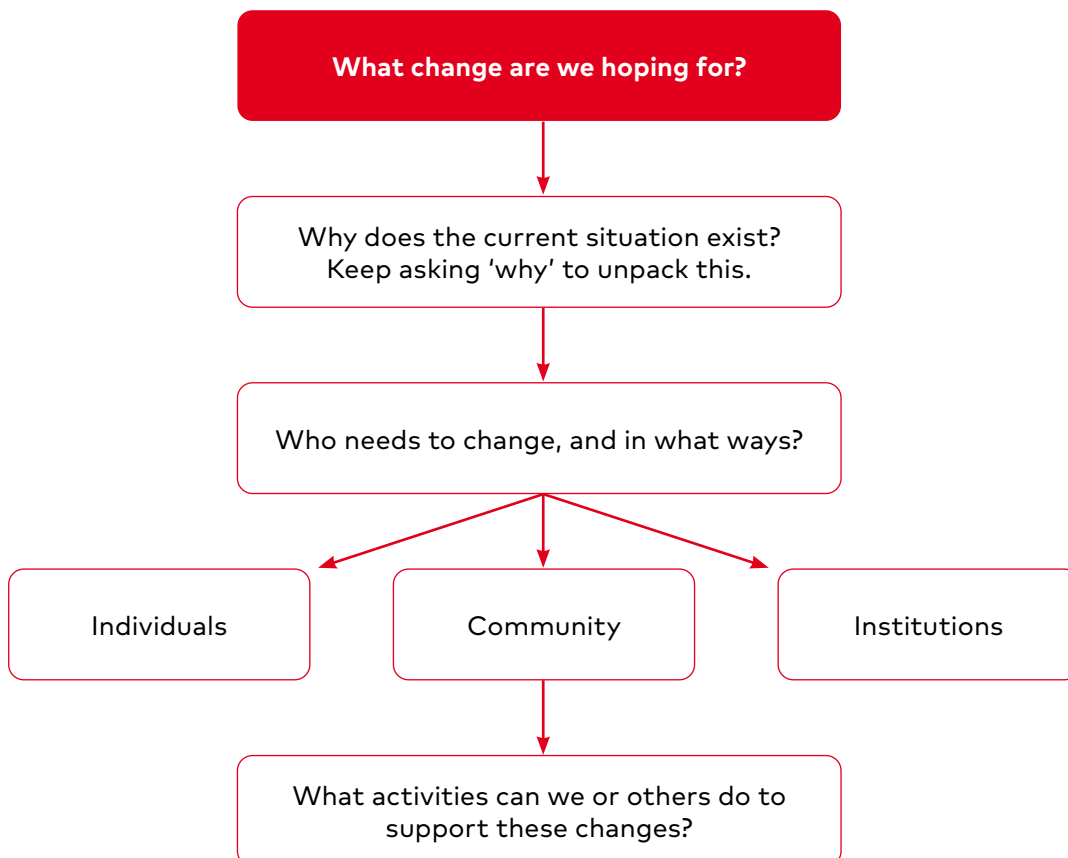 What change are we hoping for?
Why does the current situation exist?
Keep asking ‘why’ to unpack this.
Who needs to change, and in what ways?
Individuals
Community
Institutions
What activities can we or others do to
support these changes?